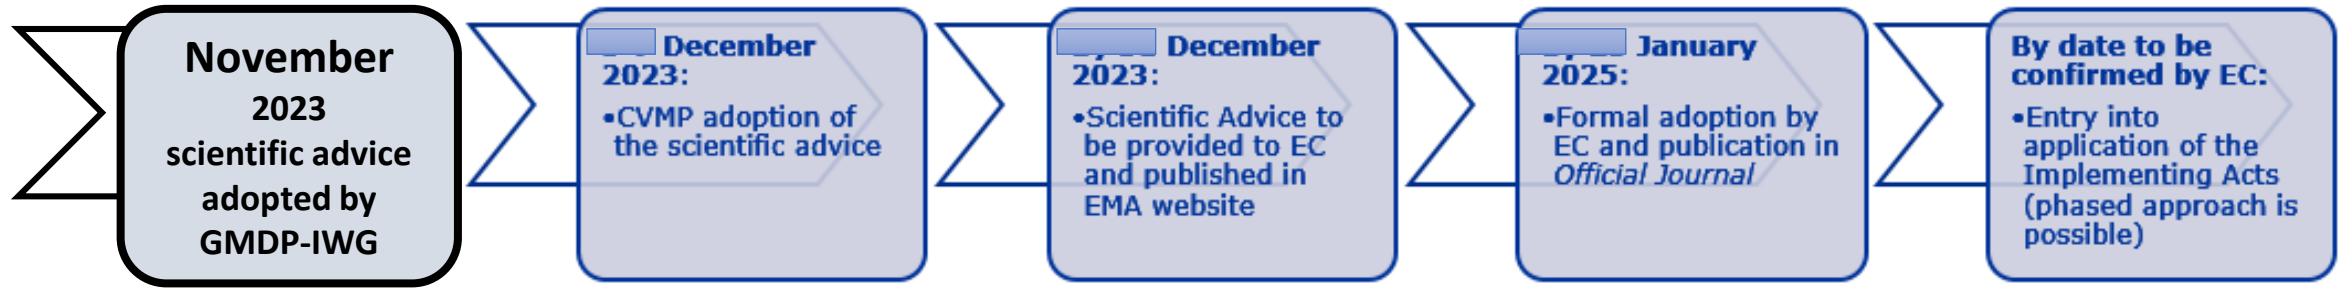 November
2023
scientific advice
adopted by
GMDP-IWG
December
2023:
•CVMP adoption of
the scientific advice
December
2023:
•Scientific Advice to
be provided to EC
and published in
EMA website
January
2025:
•Formal adoption by
EC and publication in
Official Journal
By date to be
confirmed by EC:
•Entry into
application of the
Implementing Acts
(phased approach is
possible)